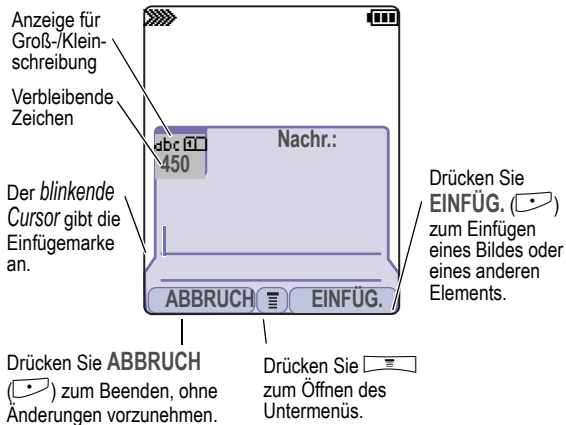 Anzeige für
Groß-/Klein-
schreibung
Verbleibende
Zeichen
abc 1
450
Nachr.:
Der blinkende
Cursor gibt die
Einfügemarke
an.
Drücken Sie
EINFÜG. ( )
zum Einfügen
eines Bildes oder
eines anderen
Elements.
ABBRUCH EINFÜG.
Drücken Sie ABBRUCH
( ) zum Beenden, ohne
Änderungen vorzunehmen.
Drücken Sie
zum Öffnen des
Untermenüs.